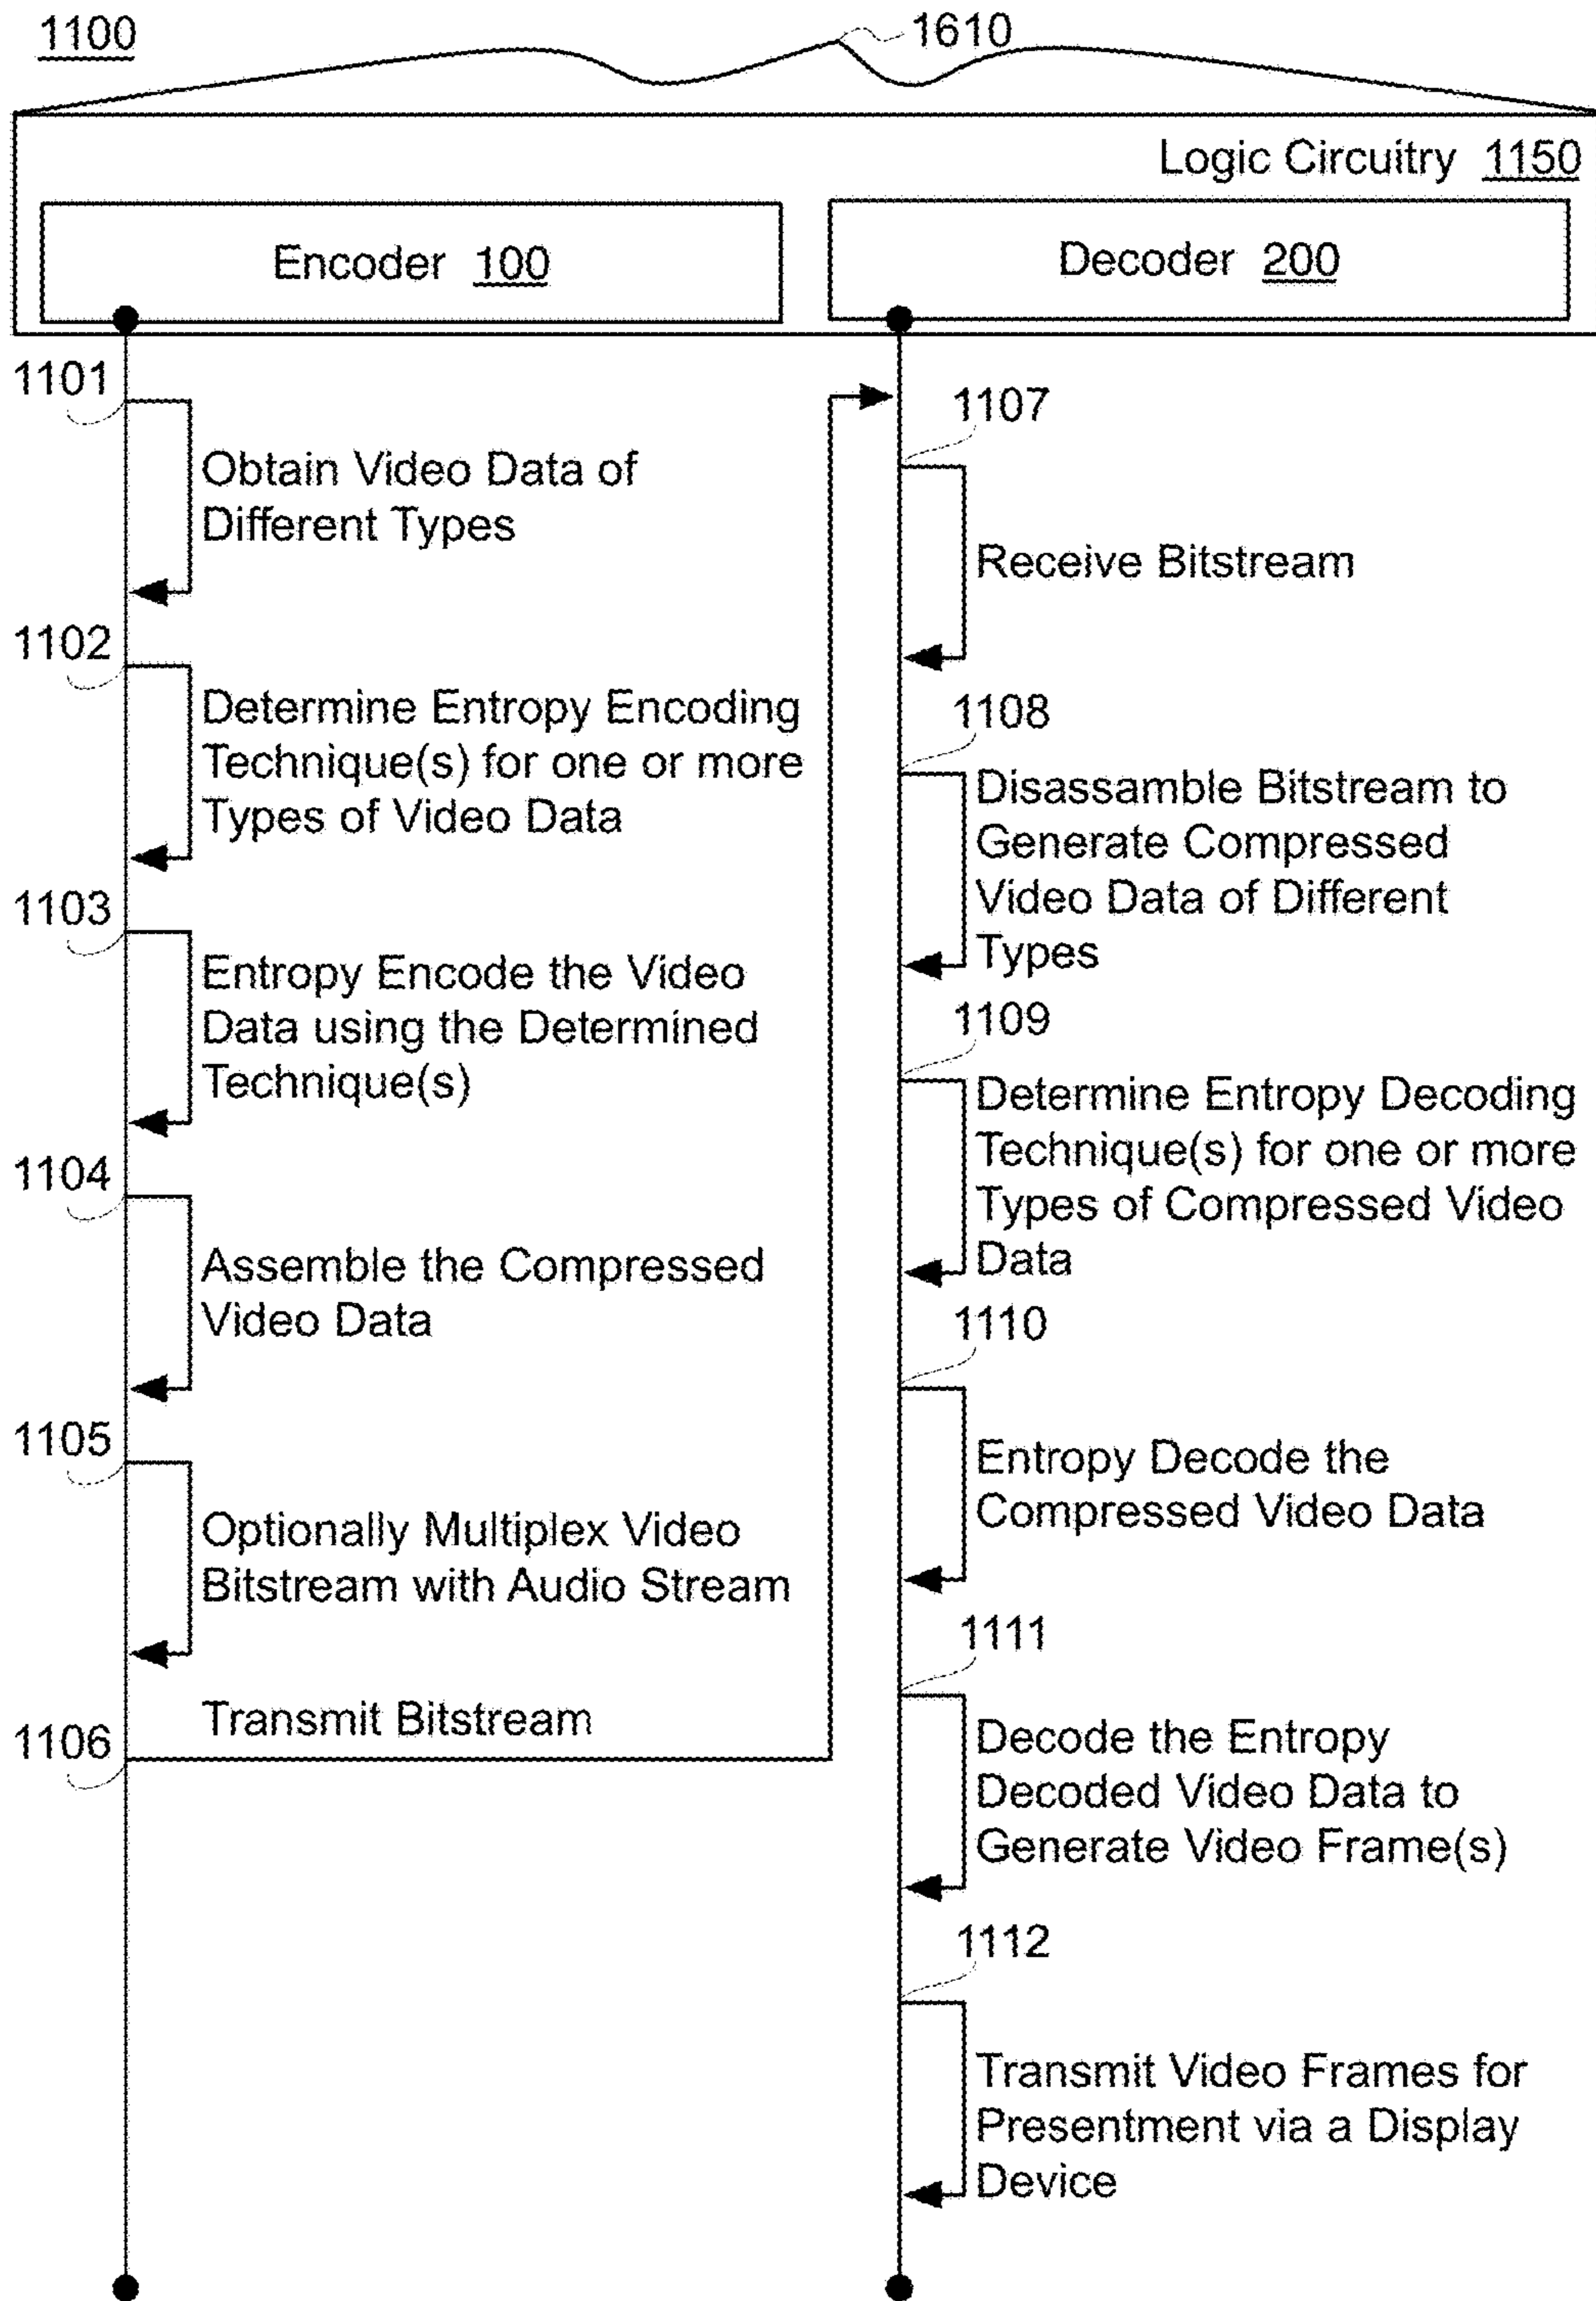 1100
1610
Logic Circuitry 1150
Encoder 100
Decoder 200
1101
Obtain Video Data of
Different Types
1102
Determine Entropy Encoding
Technique(s) for one or more
Types of Video Data
1103
Entropy Encode the Video
Data using the Determined
Technique(s)
1104
Assemble the Compressed
Video Data
1105
Optionally Multiplex Video
Bitstream with Audio Stream
1106
Transmit Bitstream
1107
Receive Bitstream
1108
Disassamble Bitstream to
Generate Compressed
Video Data of Different
Types
1109
Determine Entropy Decoding
Technique(s) for one or more
Types of Compressed Video
Data
1110
Entropy Decode the
Compressed Video Data
1111
Decode the Entropy
Decoded Video Data to
Generate Video Frame(s)
1112
Transmit Video Frames for
Presentment via a Display
Device